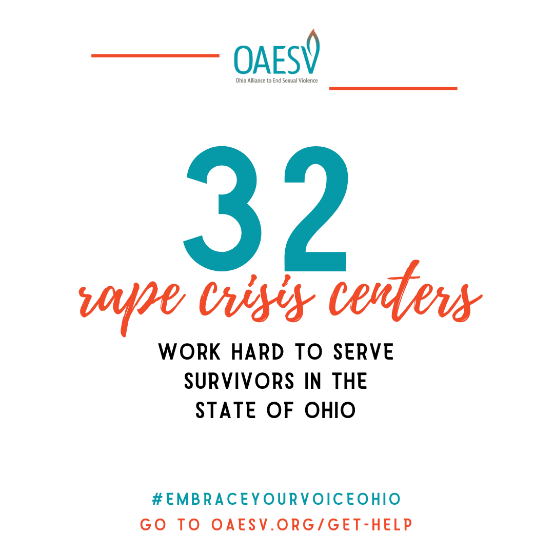 OAESV
Ohio Alliance to End Sexual Violence
32
rape crisis centers
WORK HARD TO SERVE
SURVIVORS IN THE
STATE OF OHIO
#EMBRACEYOURVOICEOHIO
GO TO OAESV.ORG/GET-HELP